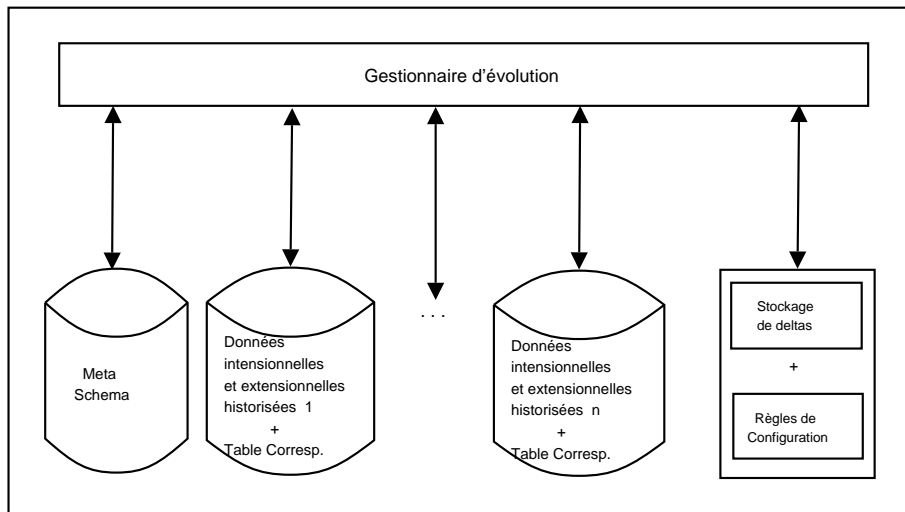 Gestionnaire d'évolution
Meta
Schema
Données
intensionnelles
et extensionnelles
historisées 1
+
Table Corresp.
. . .
Données
intensionnelles
et extensionnelles
historisées n
+
Table Corresp.
Stockage
de deltas
+
Règles de
Configuration